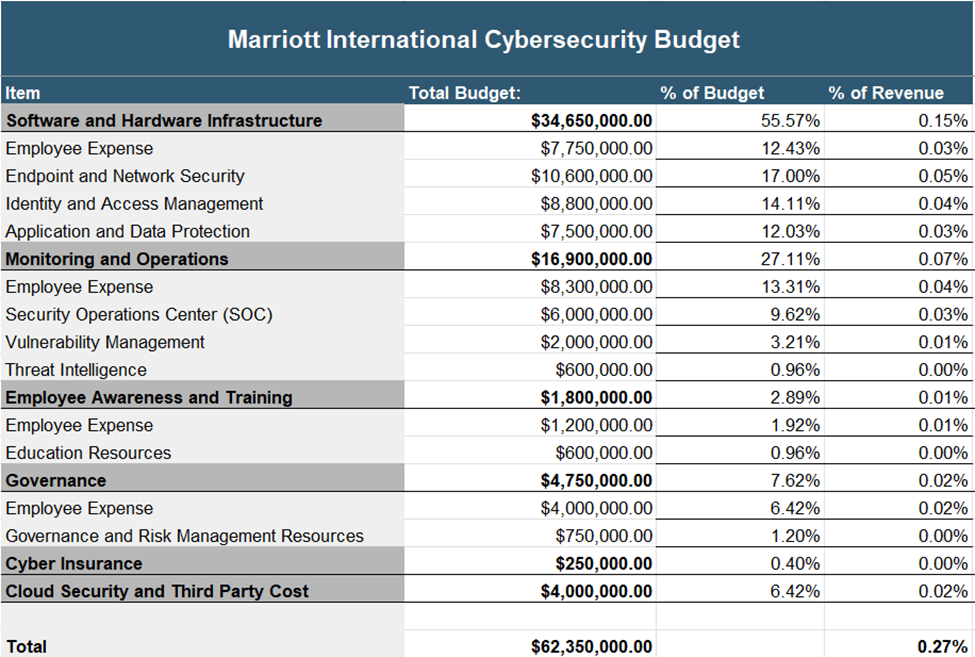 Marriott International Cybersecurity Budget
Item Total Budget: % of Budget % of Revenue
Software and Hardware Infrastructure $34,650,000.00 55.57% 0.15%
Employee Expense $7,750,000.00 12.43% 0.03%
Endpoint and Network Security $10,600,000.00 17.00% 0.05%
Identity and Access Management $8,800,000.00 14.11% 0.04%
Application and Data Protection $7,500,000.00 12.03% 0.03%
Monitoring and Operations $16,900,000.00 27.11% 0.07%
Employee Expense $8,300,000.00 13.31% 0.04%
Security Operations Center (SOC) $6,000,000.00 9.62% 0.03%
Vulnerability Management $2,000,000.00 3.21% 0.01%
Threat Intelligence $600,000.00 0.96% 0.00%
Employee Awareness and Training $1,800,000.00 2.89% 0.01%
Employee Expense $1,200,000.00 1.92% 0.01%
Education Resources $600,000.00 0.96% 0.00%
Governance $4,750,000.00 7.62% 0.02%
Employee Expense $4,000,000.00 6.42% 0.02%
Governance and Risk Management Resources $750,000.00 1.20% 0.00%
Cyber Insurance $250,000.00 0.40% 0.00%
Cloud Security and Third Party Cost $4,000,000.00 6.42% 0.02%
Total $62,350,000.00 0.27%